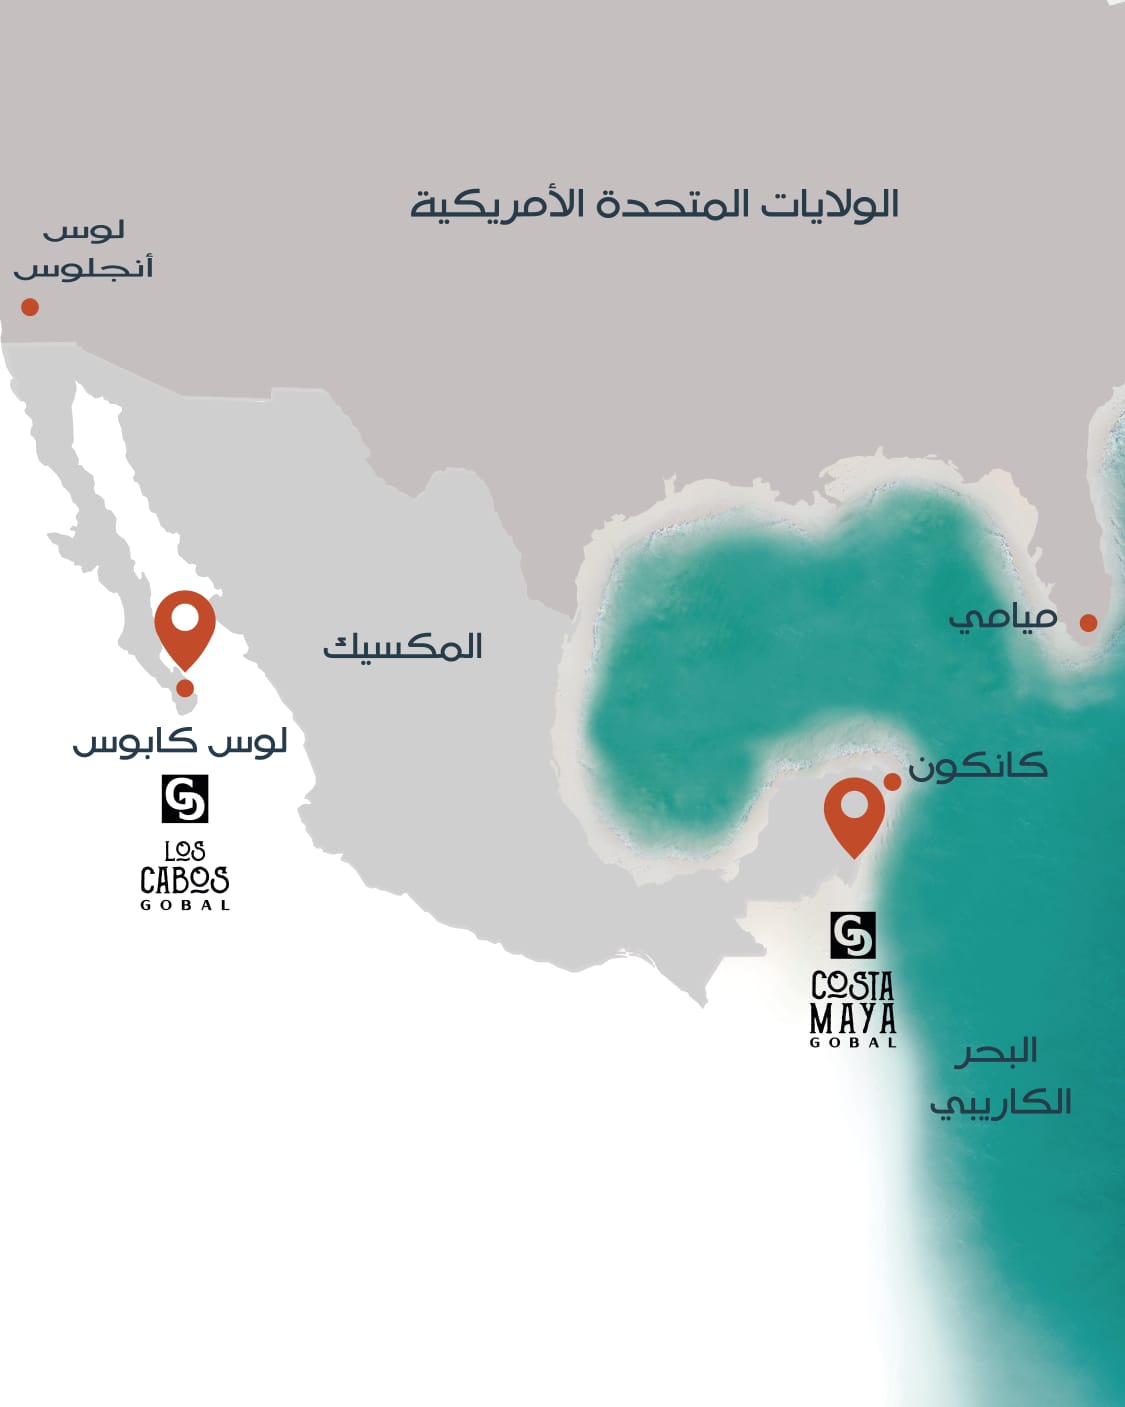 الولايات المتحدة الأمريكية
لوس
أنجلوس
ميامي
المكسيك
لوس كابوس
LOS
CABOS
GOBAL
كانكون
COSTA
MAYA
GOBAL
البحر
الكاريبي